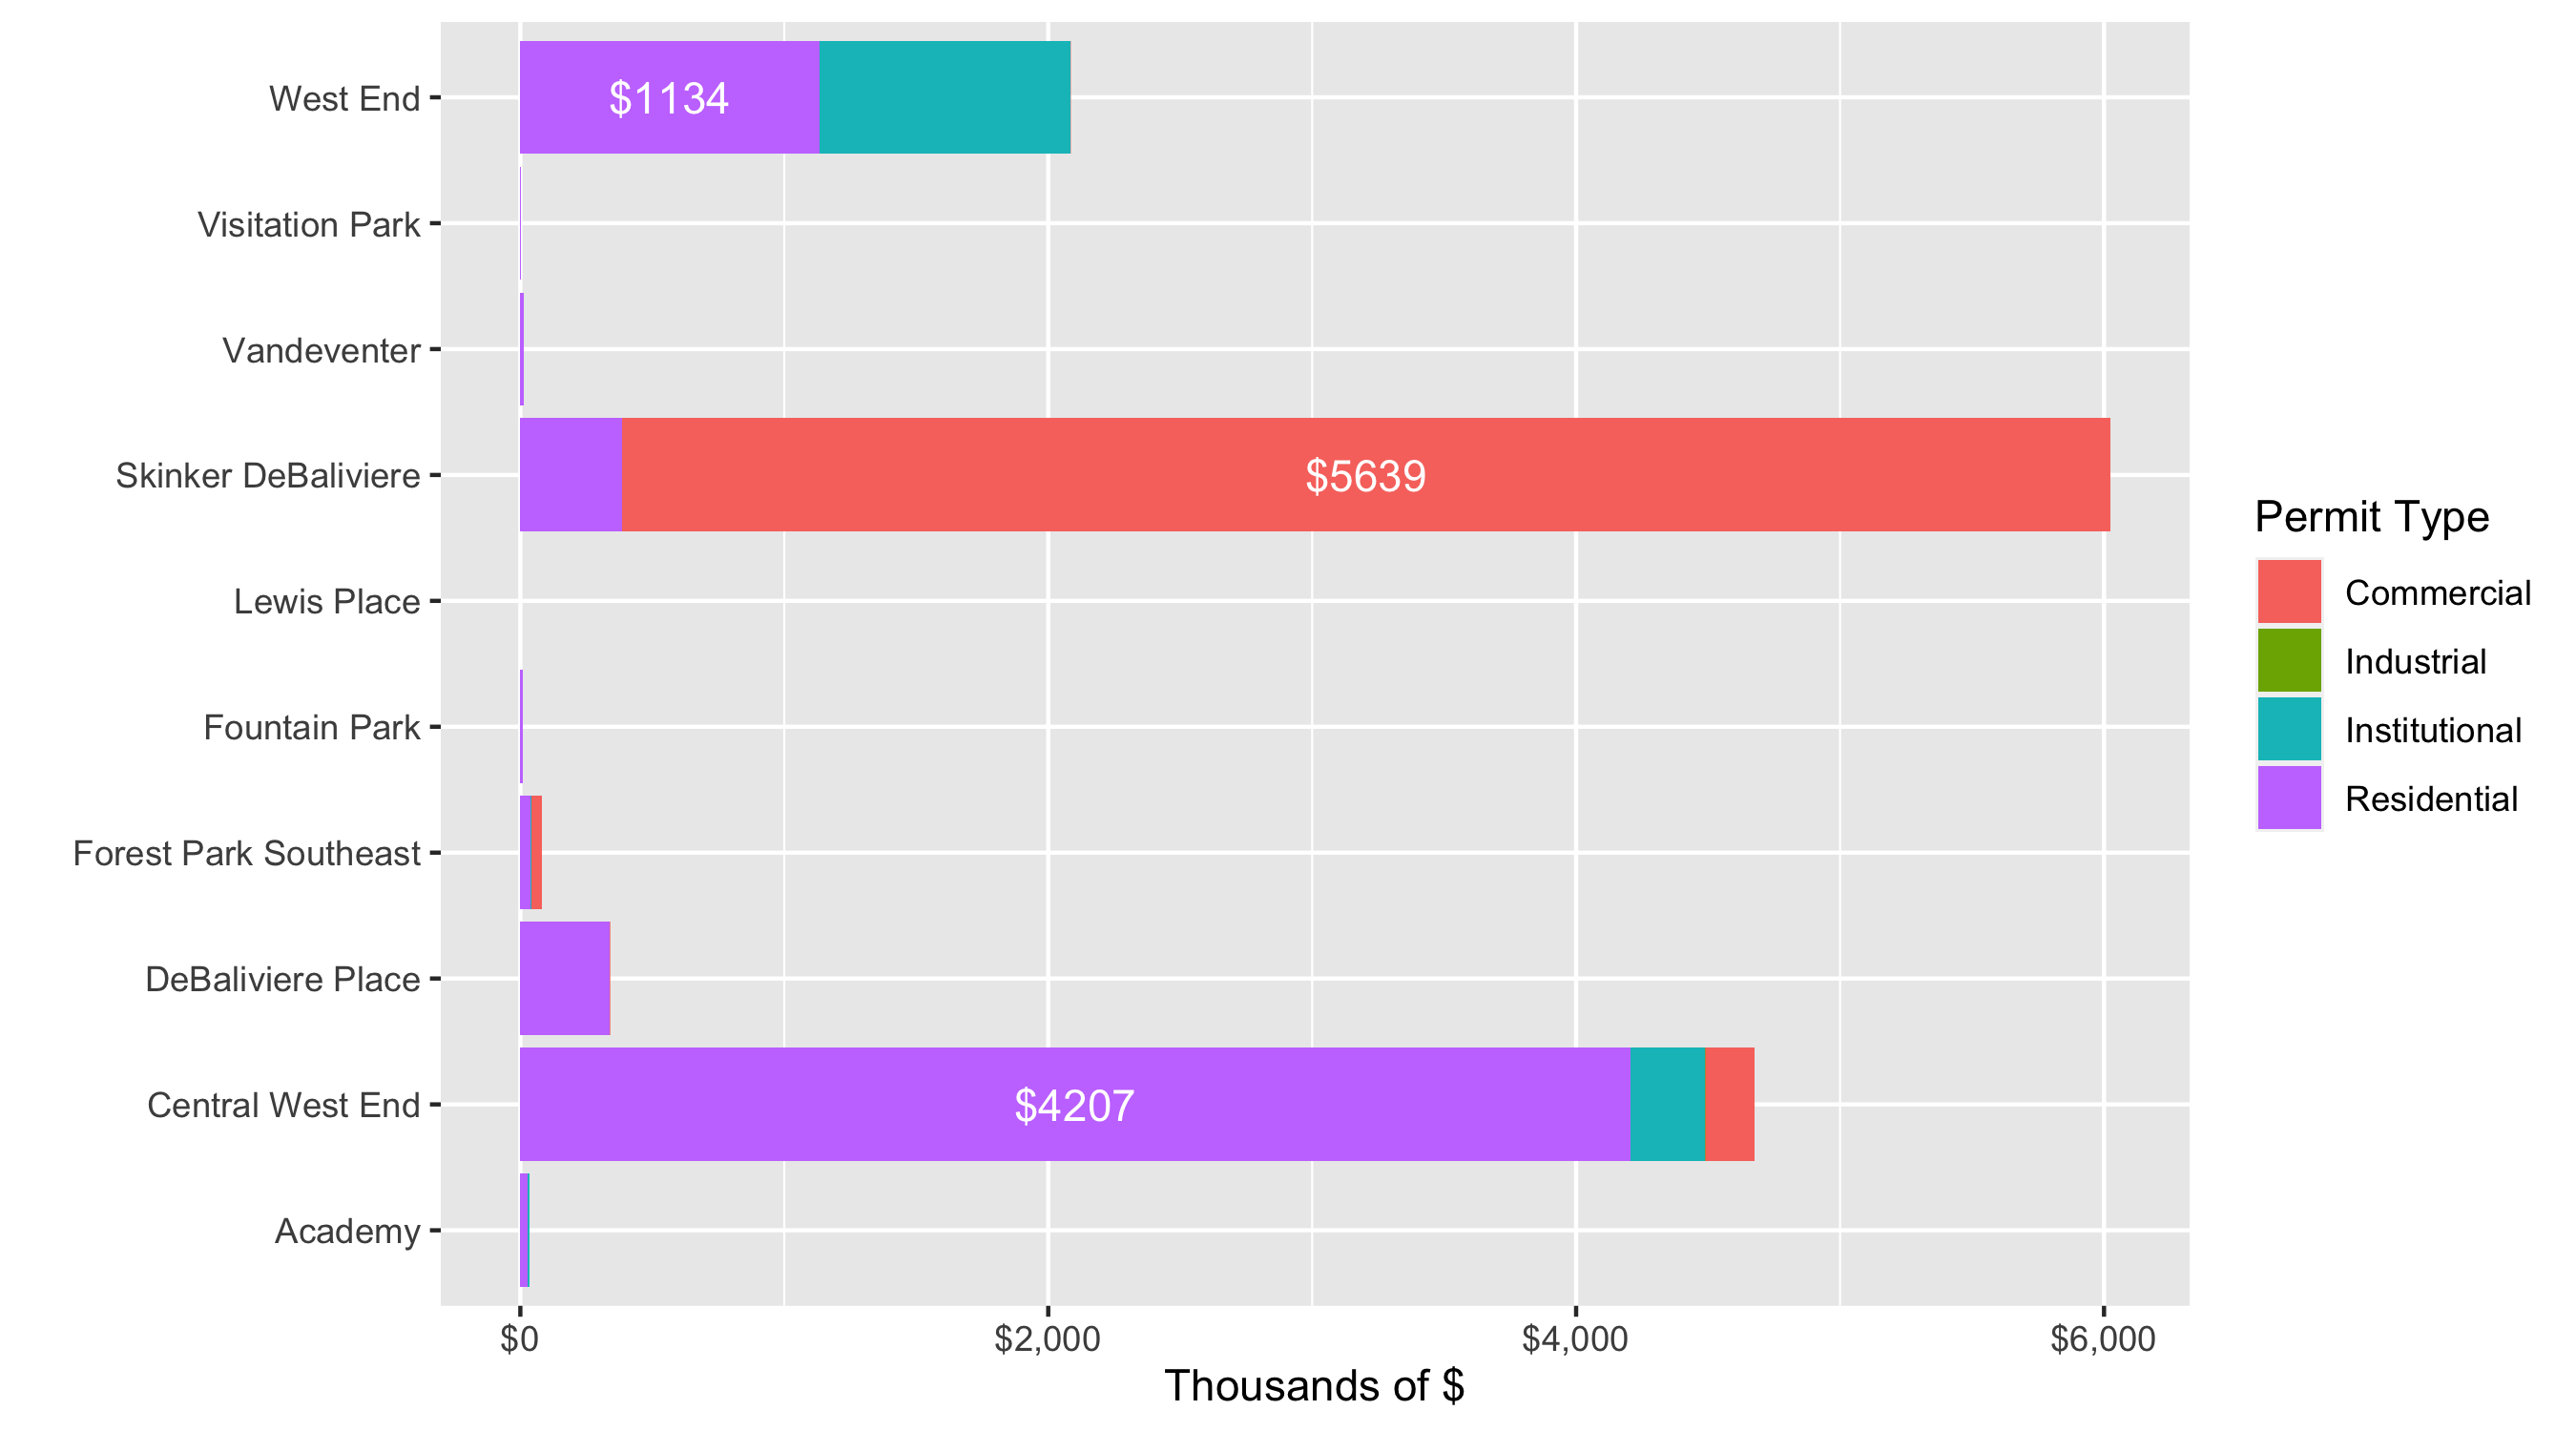 West End
$1134
Visitation Park
Vandeventer
Skinker DeBaliviere
$5639
Lewis Place
Fountain Park
Forest Park Southeast
DeBaliviere Place
Central West End
$4207
Academy
$0
$2,000
$4,000
$6,000
Thousands of $
Permit Type
Commercial
Industrial
Institutional
Residential